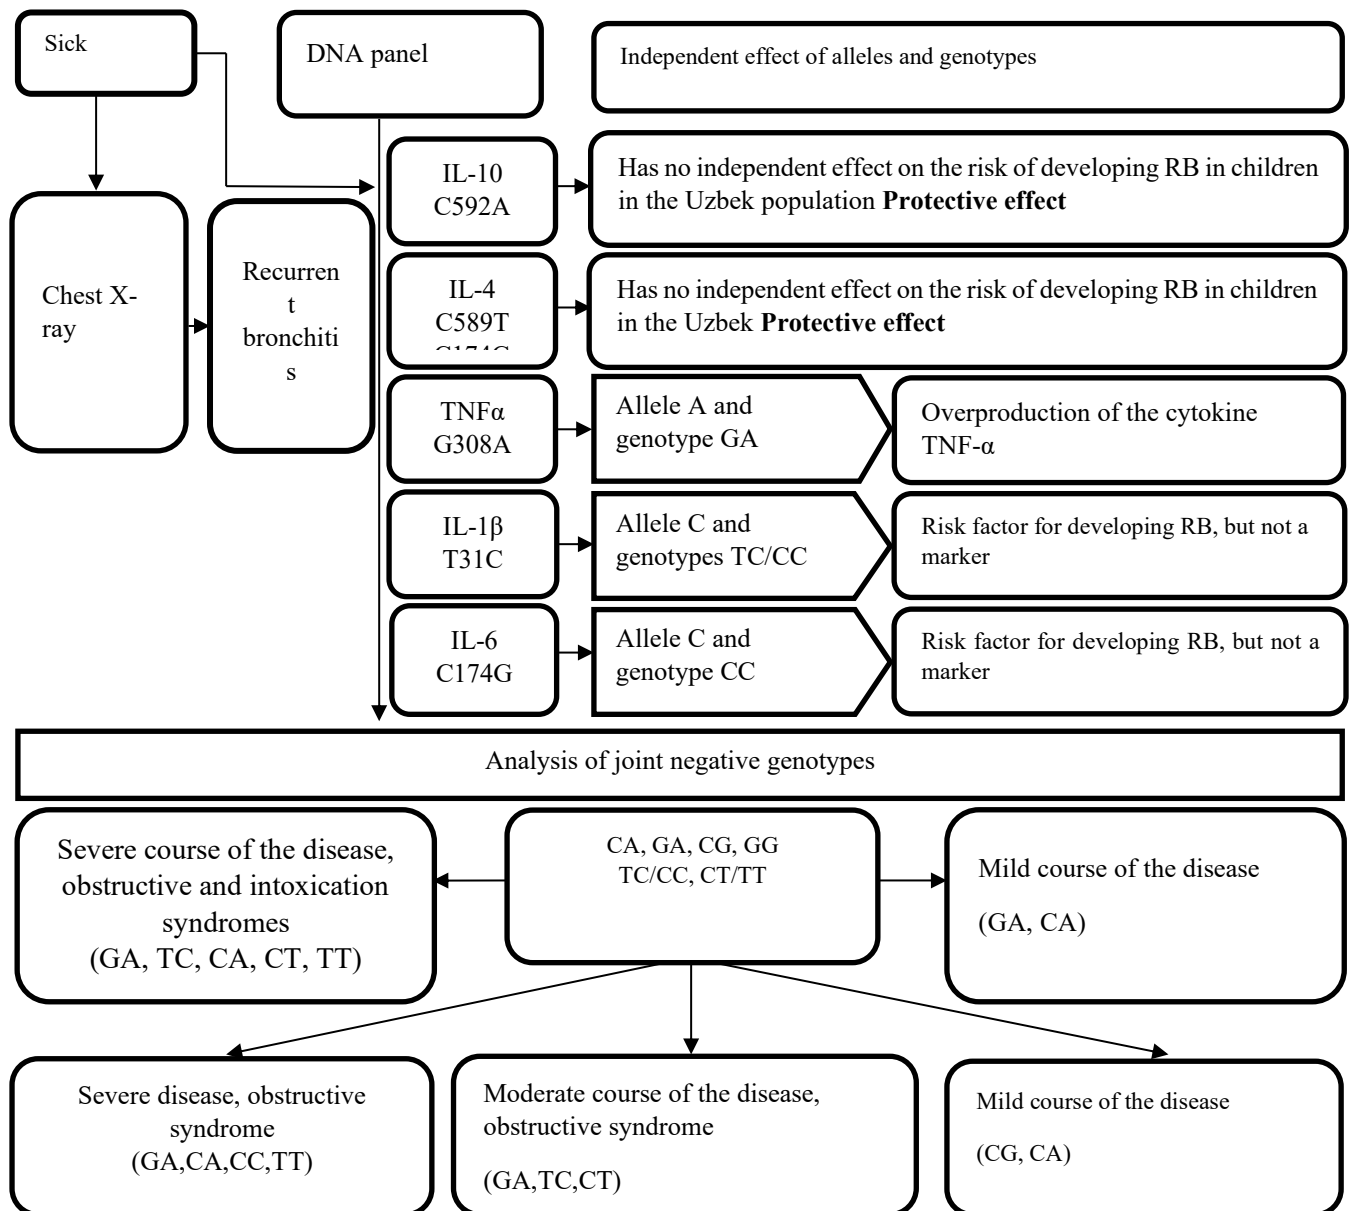 Sick
DNA panel
Independent effect of alleles and genotypes
IL-10
C592A
Has no independent effect on the risk of developing RB in children
in the Uzbek population Protective effect
Chest X-
ray
Recurren
t
bronchiti
s
IL-4
C589T
Has no independent effect on the risk of developing RB in children
in the Uzbek Protective effect
TNFα
G308A
Allele A and
genotype GA
Overproduction of the cytokine
TNF-α
IL-1β
T31C
Allele C and
genotypes TC/CC
Risk factor for developing RB, but not a
marker
IL-6
C174G
Allele C and
genotype CC
Risk factor for developing RB, but not a
marker
Analysis of joint negative genotypes
Severe course of the disease,
obstructive and intoxication
syndromes
(GA, TC, CA, CT, TT)
CA, GA, CG, GG
TC/CC, CT/TT
Mild course of the disease
(GA, CA)
Severe disease, obstructive
syndrome
(GA,CA,CC,TT)
Moderate course of the disease,
obstructive syndrome
(GA,TC,CT)
Mild course of the disease
(CG, CA)